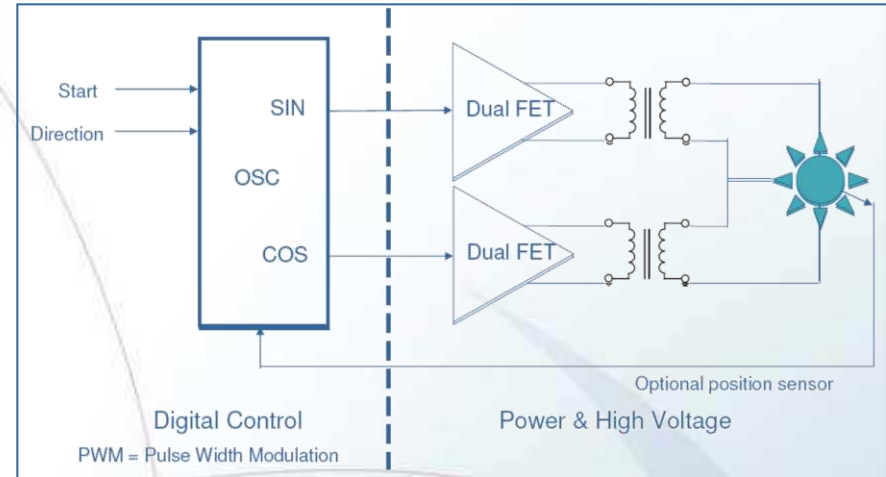 Start
Direction
SIN
OSC
COS
Dual FET
Dual FET
Optional position sensor
Digital Control
Power & High Voltage
PWM = Pulse Width Modulation